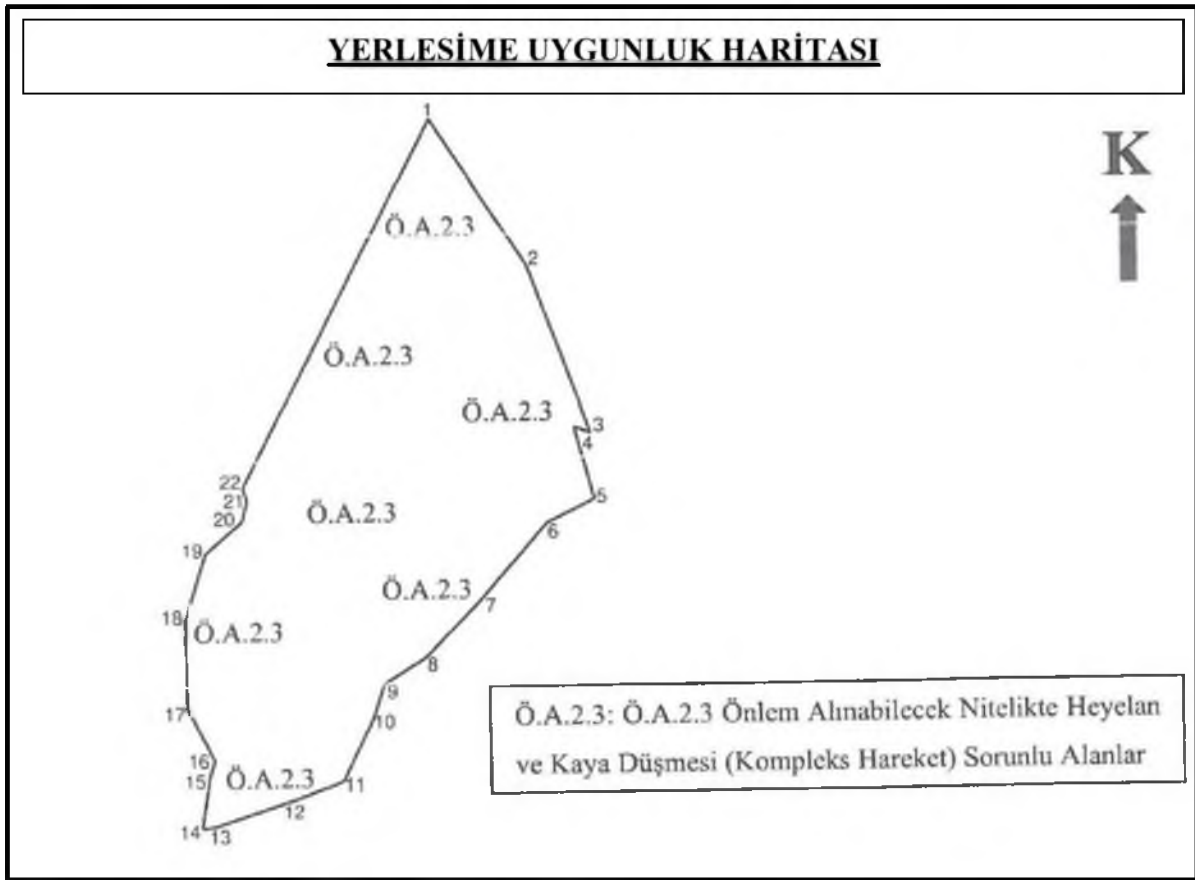 YERLESİME UYGUNLUK HARİTASI
1
K
Ö.A.2.3
2
Ö.A.2.3
Ö.A.2.3
3
4
22
21
5
Ö.A.2.3
20
6
19
Ö.A.2.3
7
18
Ö.A.2.3
8
9
17
10
Ö.A.2.3: Ö.A.2.3 Önlem Alınabilecek Nitelikte Heyelan
ve Kaya Düşmesi (Kompleks Hareket) Sorunlu Alanlar
16
15
Ö.A.2.3
11
12
14
13